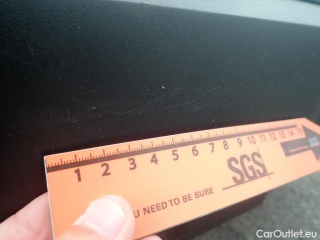 1 2 3 4 5 6 7 8 9 10 11 12 13 14 15
SGS
U NEED TO BE SURE
CarOutlet.eu